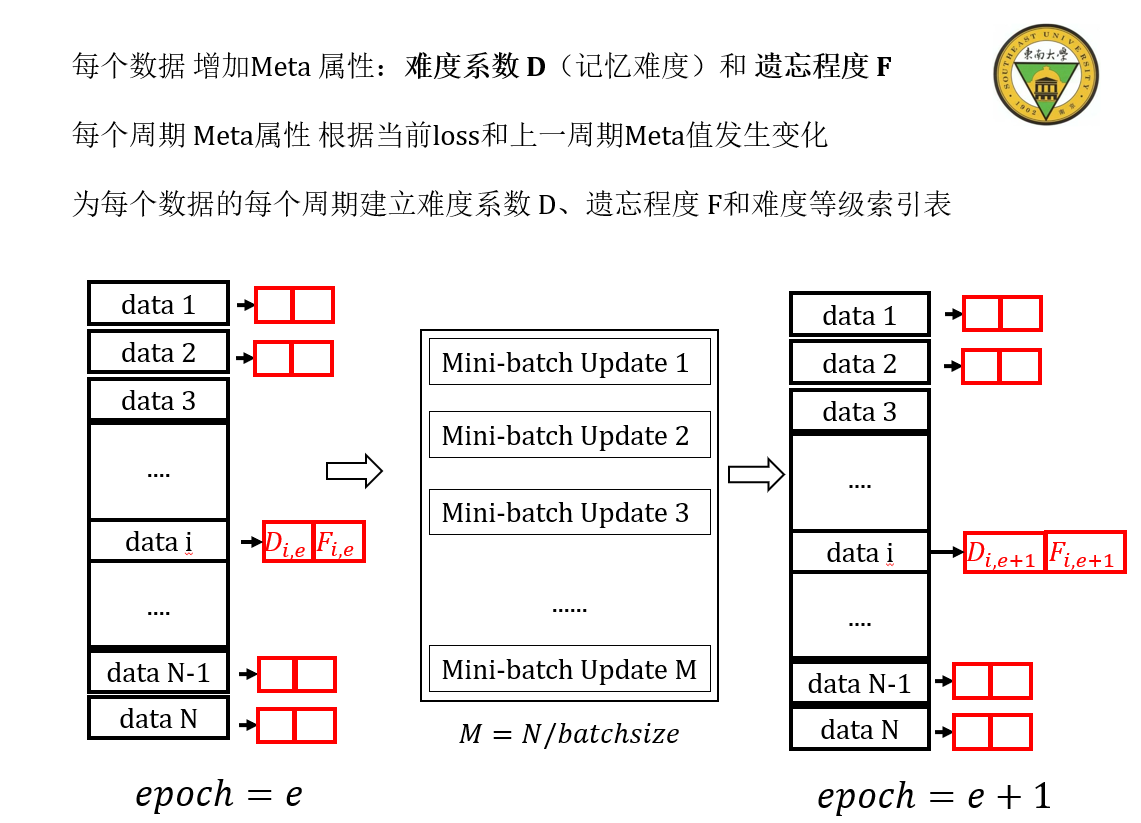 每个数据 增加Meta 属性：难度系数 D（记忆难度）和 遗忘程度 F
SOUTHEAST UNIVERSITY
東南大學
1902
南京
每个周期 Meta属性 根据当前loss和上一周期Meta值发生变化
为每个数据的每个周期建立难度系数 D、遗忘程度 F和难度等级索引表
data 1
data 2
data 3
....
data i
D_{i,e} F_{i,e}
....
data N-1
data N
epoch = e
Mini-batch Update 1
Mini-batch Update 2
Mini-batch Update 3
......
Mini-batch Update M
M = N/batchsize
data 1
data 2
data 3
....
data i
D_{i,e+1} F_{i,e+1}
....
data N-1
data N
epoch = e + 1